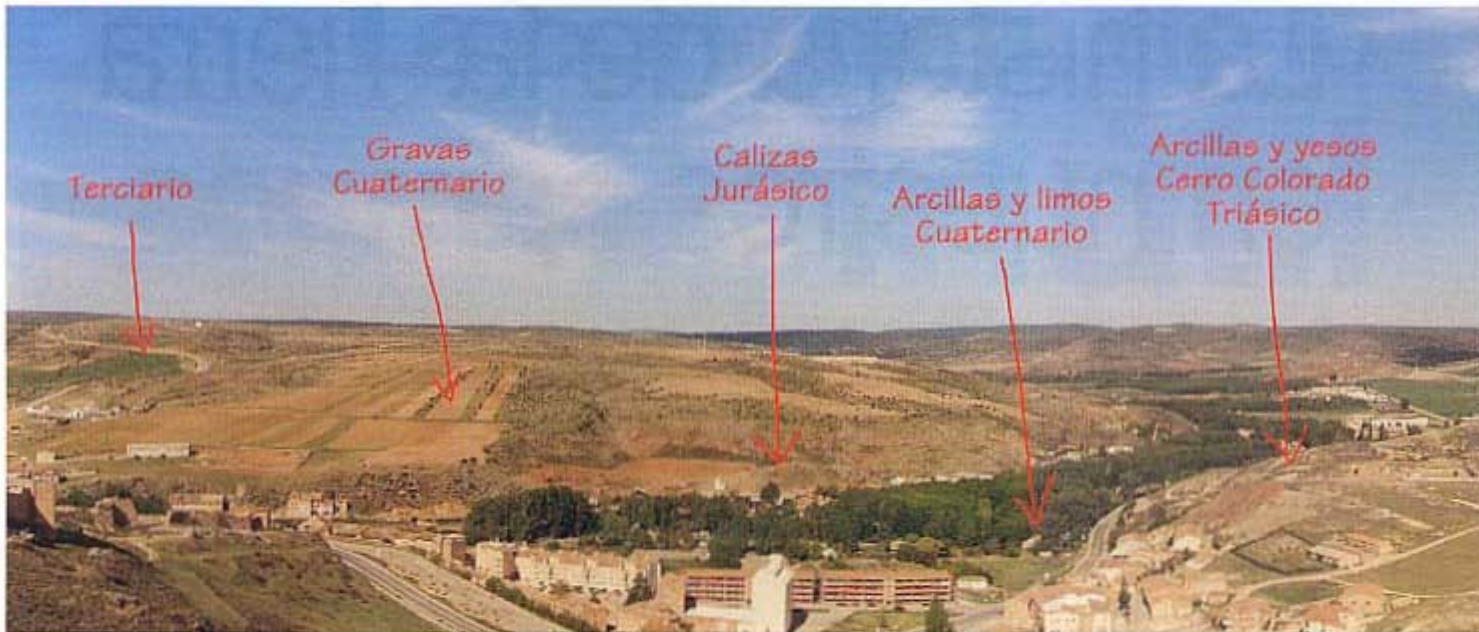 Terciario
Gravas
Cuaternario
Calizas
Jurásico
Arcillas y limos
Cuaternario
Arcillas y yesos
Cerro Colorado
Triásico